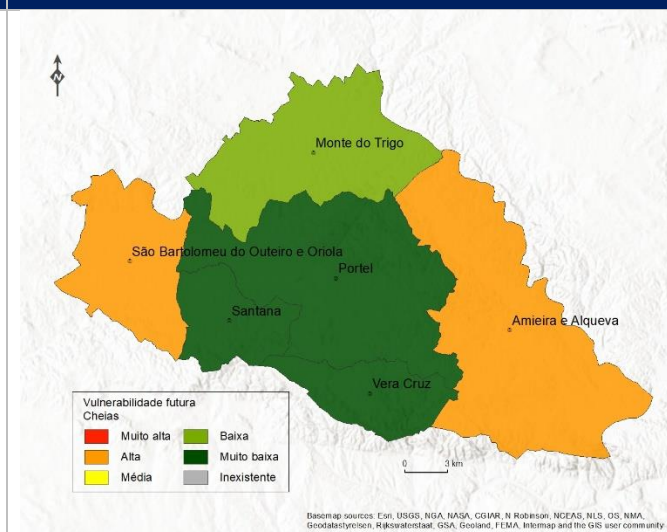 N
Monte do Trigo
São Bartolomeu do Outeiro e Oriola
Portel
Santana
Amieira e Alqueva
Vera Cruz
Vulnerabilidade futura
Cheias
Muito alta
Baixa
Alta
Muito baixa
Média
Inexistente
0 3 km
Basemap sources: Esri, USGS, NGA, NASA, CGIAR, N Robinson, NCEAS, NLS, OS, NMA,
Geodatastyrelsen, Rijkswaterstaat, GSA, Geoland, FEMA, Intermap and the GIS user community